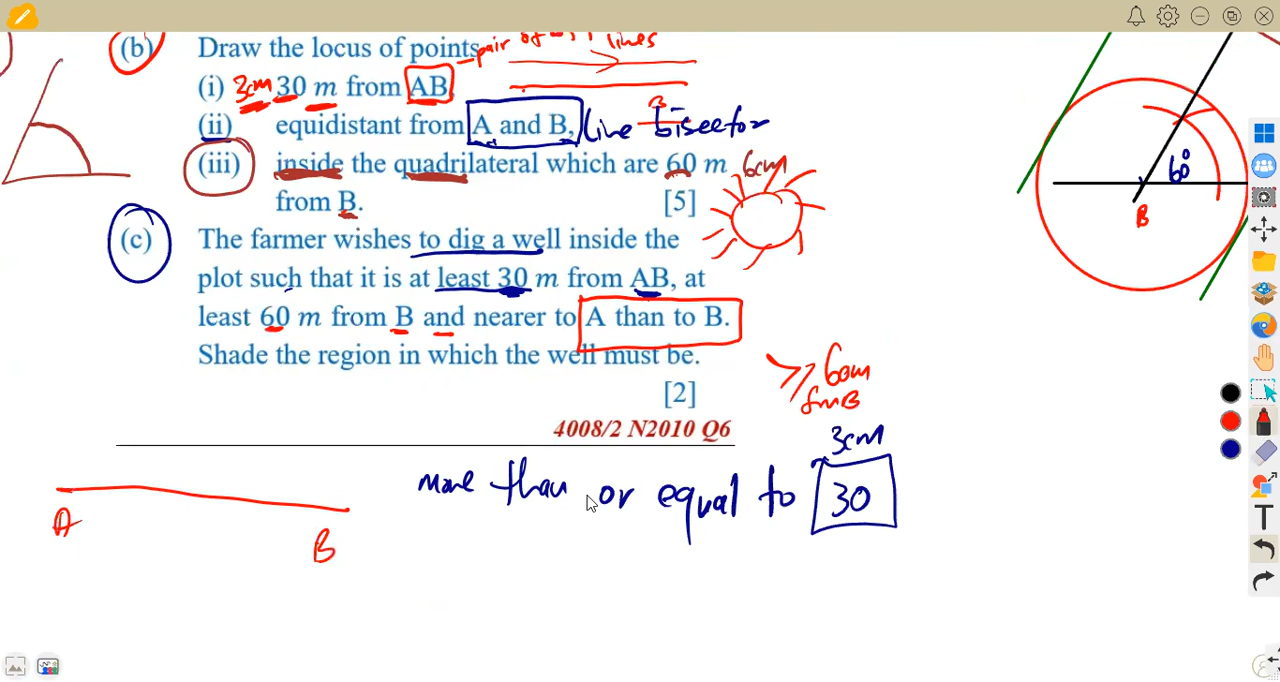 (b) Draw the locus of points - pair of lines
(i) 3cm 30 m from AB
(ii) equidistant from A and B, line bisector
B
(iii) inside the quadrilateral which are 60 m 6cm
from B. [5]
(c) The farmer wishes to dig a well inside the
plot such that it is at least 30 m from AB, at
least 60 m from B and nearer to A than to B.
Shade the region in which the well must be.
[2]
4008/2 N2010 Q6
60°
B
3cm
more than or equal to 30
A
B
T